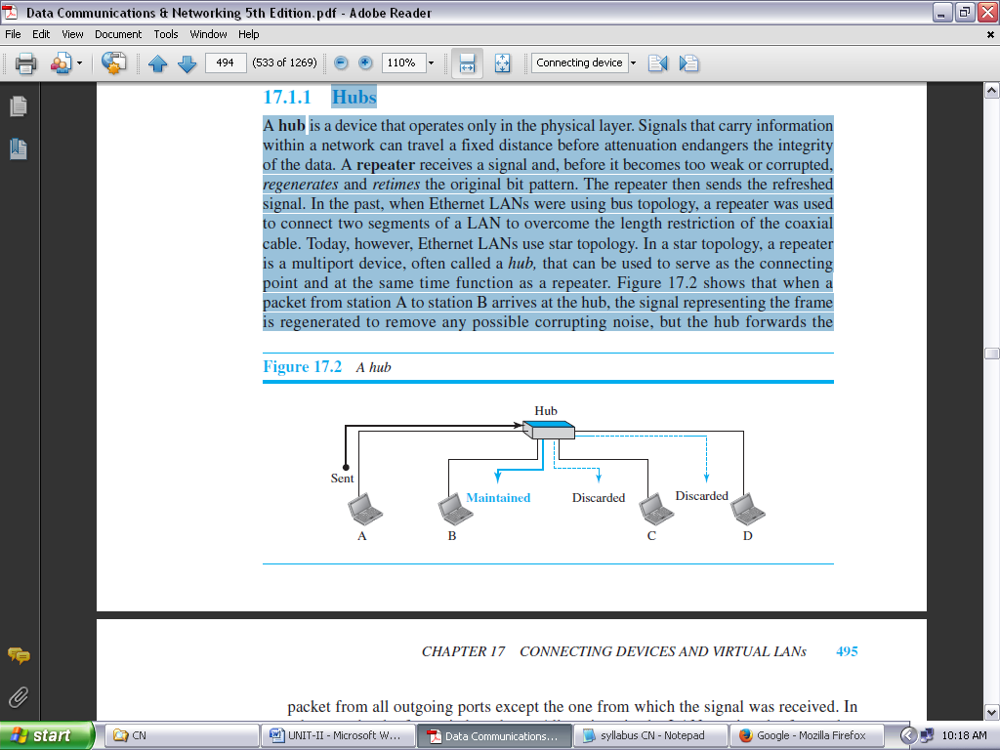 Data Communications & Networking 5th Edition.pdf - Adobe Reader
File Edit View Document Tools Window Help
494 (533 of 1269) 110% Connecting device
17.1.1 Hubs
A hub is a device that operates only in the physical layer. Signals that carry information
within a network can travel a fixed distance before attenuation endangers the integrity
of the data. A repeater receives a signal and, before it becomes too weak or corrupted,
regenerates and retimes the original bit pattern. The repeater then sends the refreshed
signal. In the past, when Ethernet LANs were using bus topology, a repeater was used
to connect two segments of a LAN to overcome the length restriction of the coaxial
cable. Today, however, Ethernet LANs use star topology. In a star topology, a repeater
is a multiport device, often called a hub, that can be used to serve as the connecting
point and at the same time function as a repeater. Figure 17.2 shows that when a
packet from station A to station B arrives at the hub, the signal representing the frame
is regenerated to remove any possible corrupting noise, but the hub forwards the
Figure 17.2 A hub
Hub
Sent
Maintained Discarded Discarded
A B C D
CHAPTER 17 CONNECTING DEVICES AND VIRTUAL LANs 495
packet from all outgoing ports except the one from which the signal was received. In
start CN UNIT-II - Microsoft W... Data Communications... syllabus CN - Notepad Google - Mozilla Firefox 10:18 AM